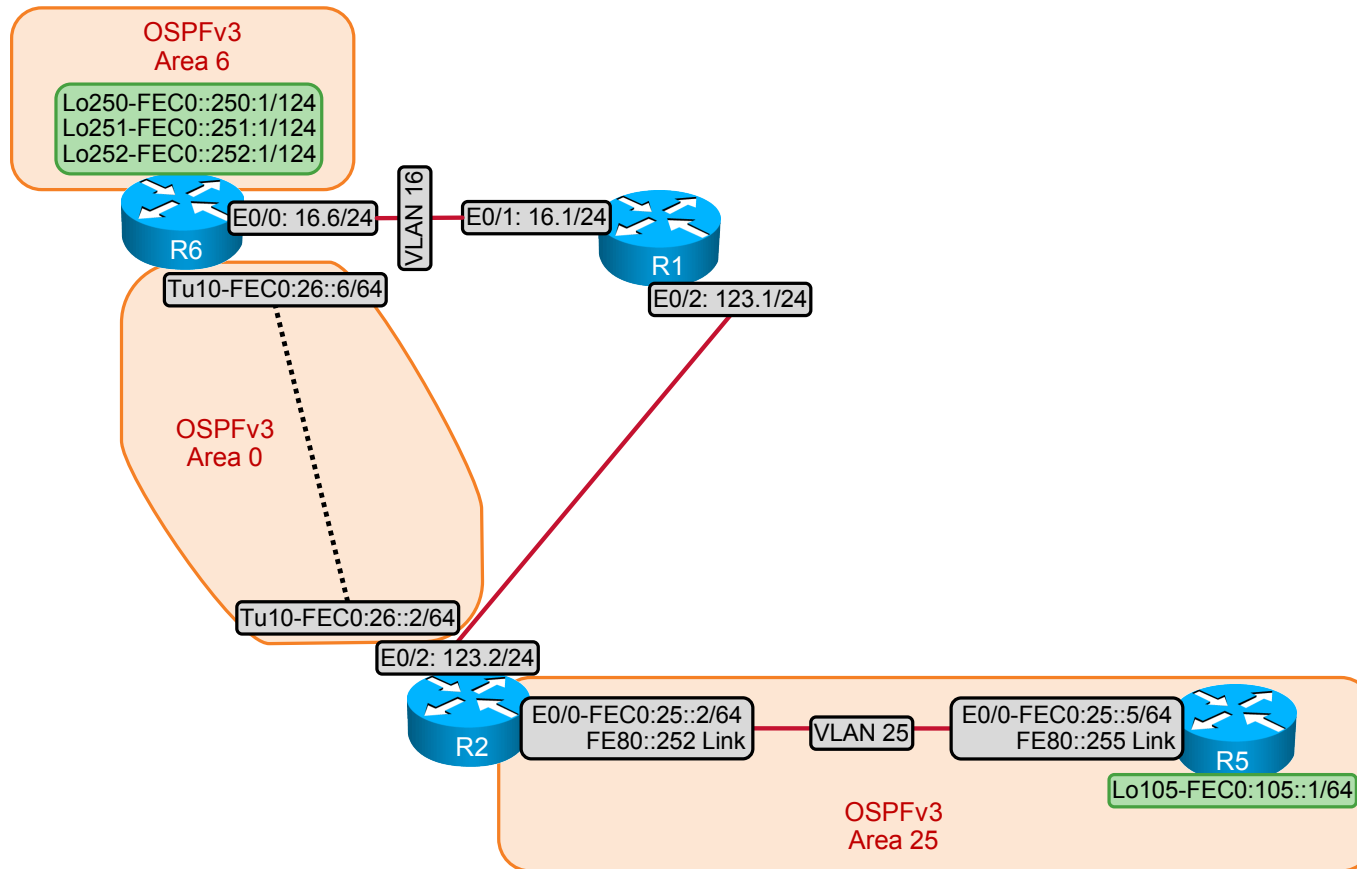 OSPFv3
Area 6
Lo250-FEC0::250:1/124
Lo251-FEC0::251:1/124
Lo252-FEC0::252:1/124
R6
E0/0: 16.6/24
VLAN 16
E0/1: 16.1/24
R1
E0/2: 123.1/24
Tu10-FEC0:26::6/64
OSPFv3
Area 0
Tu10-FEC0:26::2/64
E0/2: 123.2/24
R2
E0/0-FEC0:25::2/64
FE80::252 Link
VLAN 25
E0/0-FEC0:25::5/64
FE80::255 Link
R5
Lo105-FEC0:105::1/64
OSPFv3
Area 25